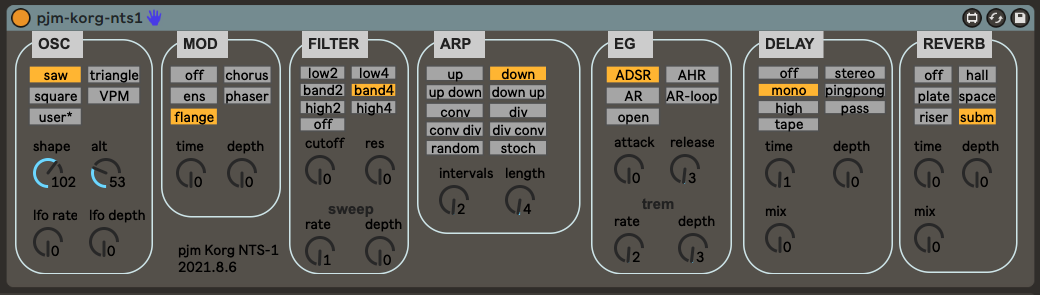 pjm-korg-nts1
OSC
saw triangle
square VPM
user*
shape alt
102 53
lfo rate lfo depth
0 0
MOD
off chorus
ens phaser
flange
time depth
0 0
pjm Korg NTS-1
2021.8.6
FILTER
low2 low4
band2 band4
high2 high4
off
cutoff res
0 0
sweep
rate depth
1 0
ARP
up down
up down down up
conv div
conv div div conv
random stoch
intervals length
2 4
EG
ADSR AHR
AR AR-loop
open
attack release
0 3
trem
rate depth
2 3
DELAY
off stereo
mono pingpong
high pass
tape
time depth
1 0
mix
0
REVERB
off hall
plate space
riser subm
time depth
0 0
mix
0